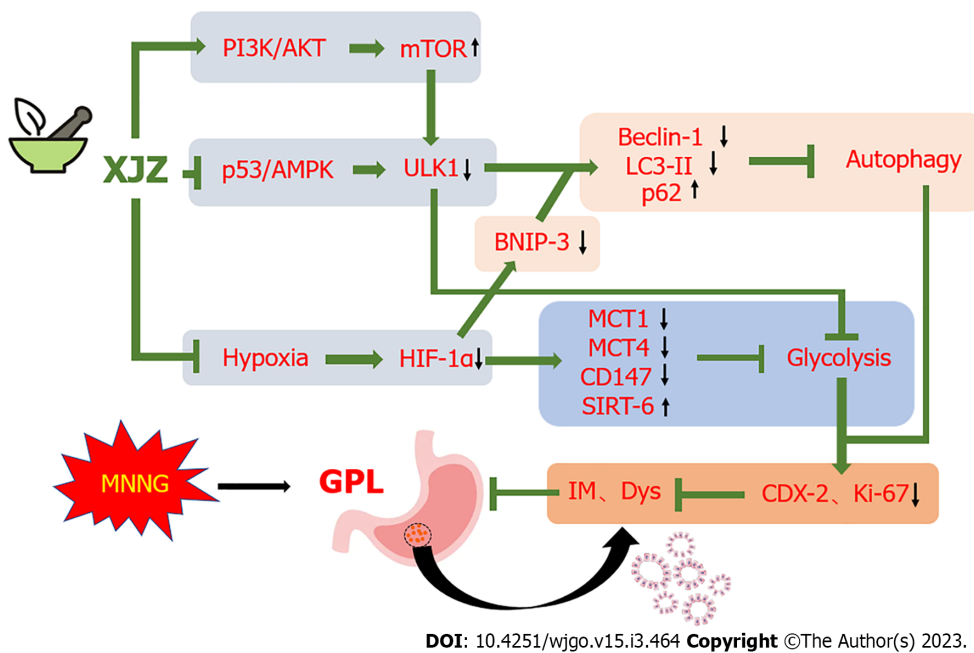 PI3K/AKT
mTOR
XJZ
p53/AMPK
ULK1
Beclin-1
LC3-II
p62
Autophagy
BNIP-3
Hypoxia
HIF-1α
MCT1
MCT4
CD147
SIRT-6
Glycolysis
MNNG
GPL
IM、Dys
CDX-2、Ki-67
DOI: 10.4251/wjgo.v15.i3.464 Copyright ©The Author(s) 2023.